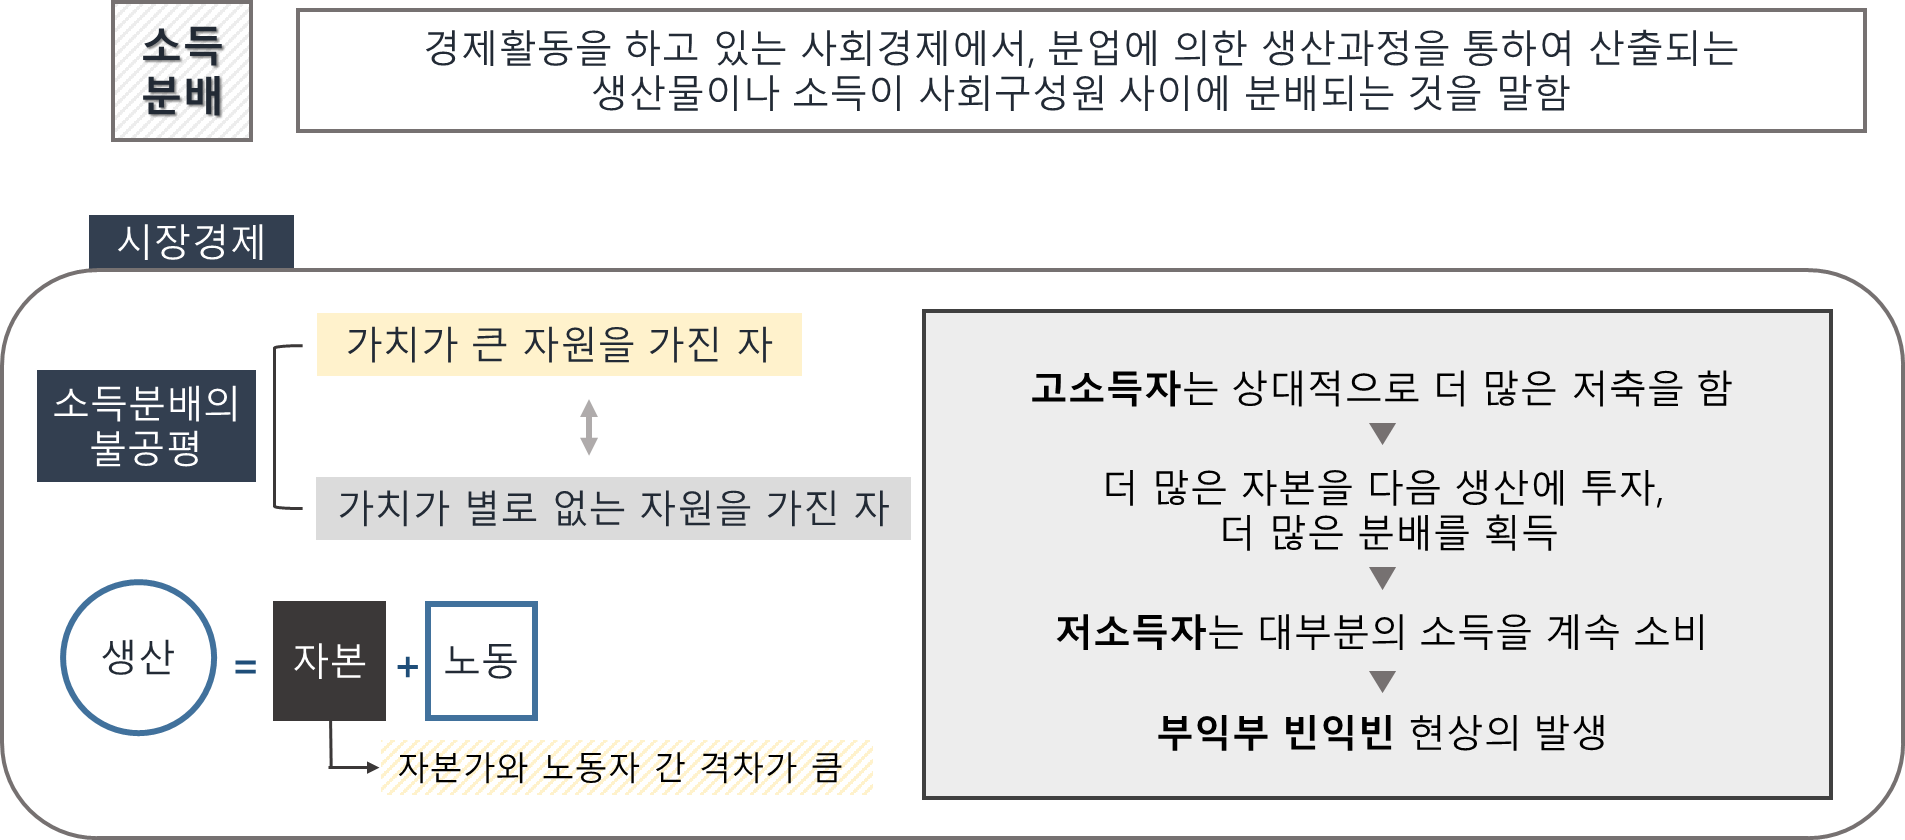 소득
분배
경제활동을 하고 있는 사회경제에서, 분업에 의한 생산과정을 통하여 산출되는
생산물이나 소득이 사회구성원 사이에 분배되는 것을 말함
시장경제
소득분배의
불공평
가치가 큰 자원을 가진 자
가치가 별로 없는 자원을 가진 자
생산
=
자본
+
노동
자본가와 노동자 간 격차가 큼
고소득자는 상대적으로 더 많은 저축을 함
더 많은 자본을 다음 생산에 투자,
더 많은 분배를 획득
저소득자는 대부분의 소득을 계속 소비
부익부 빈익빈 현상의 발생